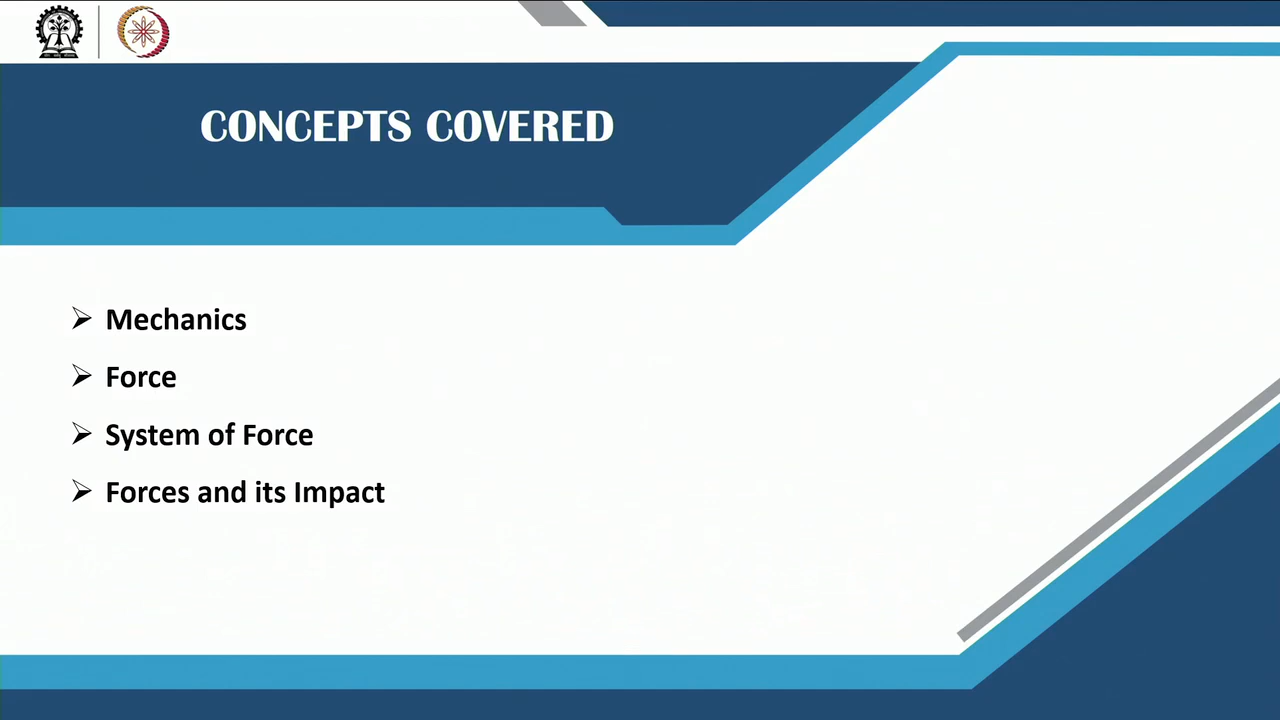 CONCEPTS COVERED
Mechanics
Force
System of Force
Forces and its Impact